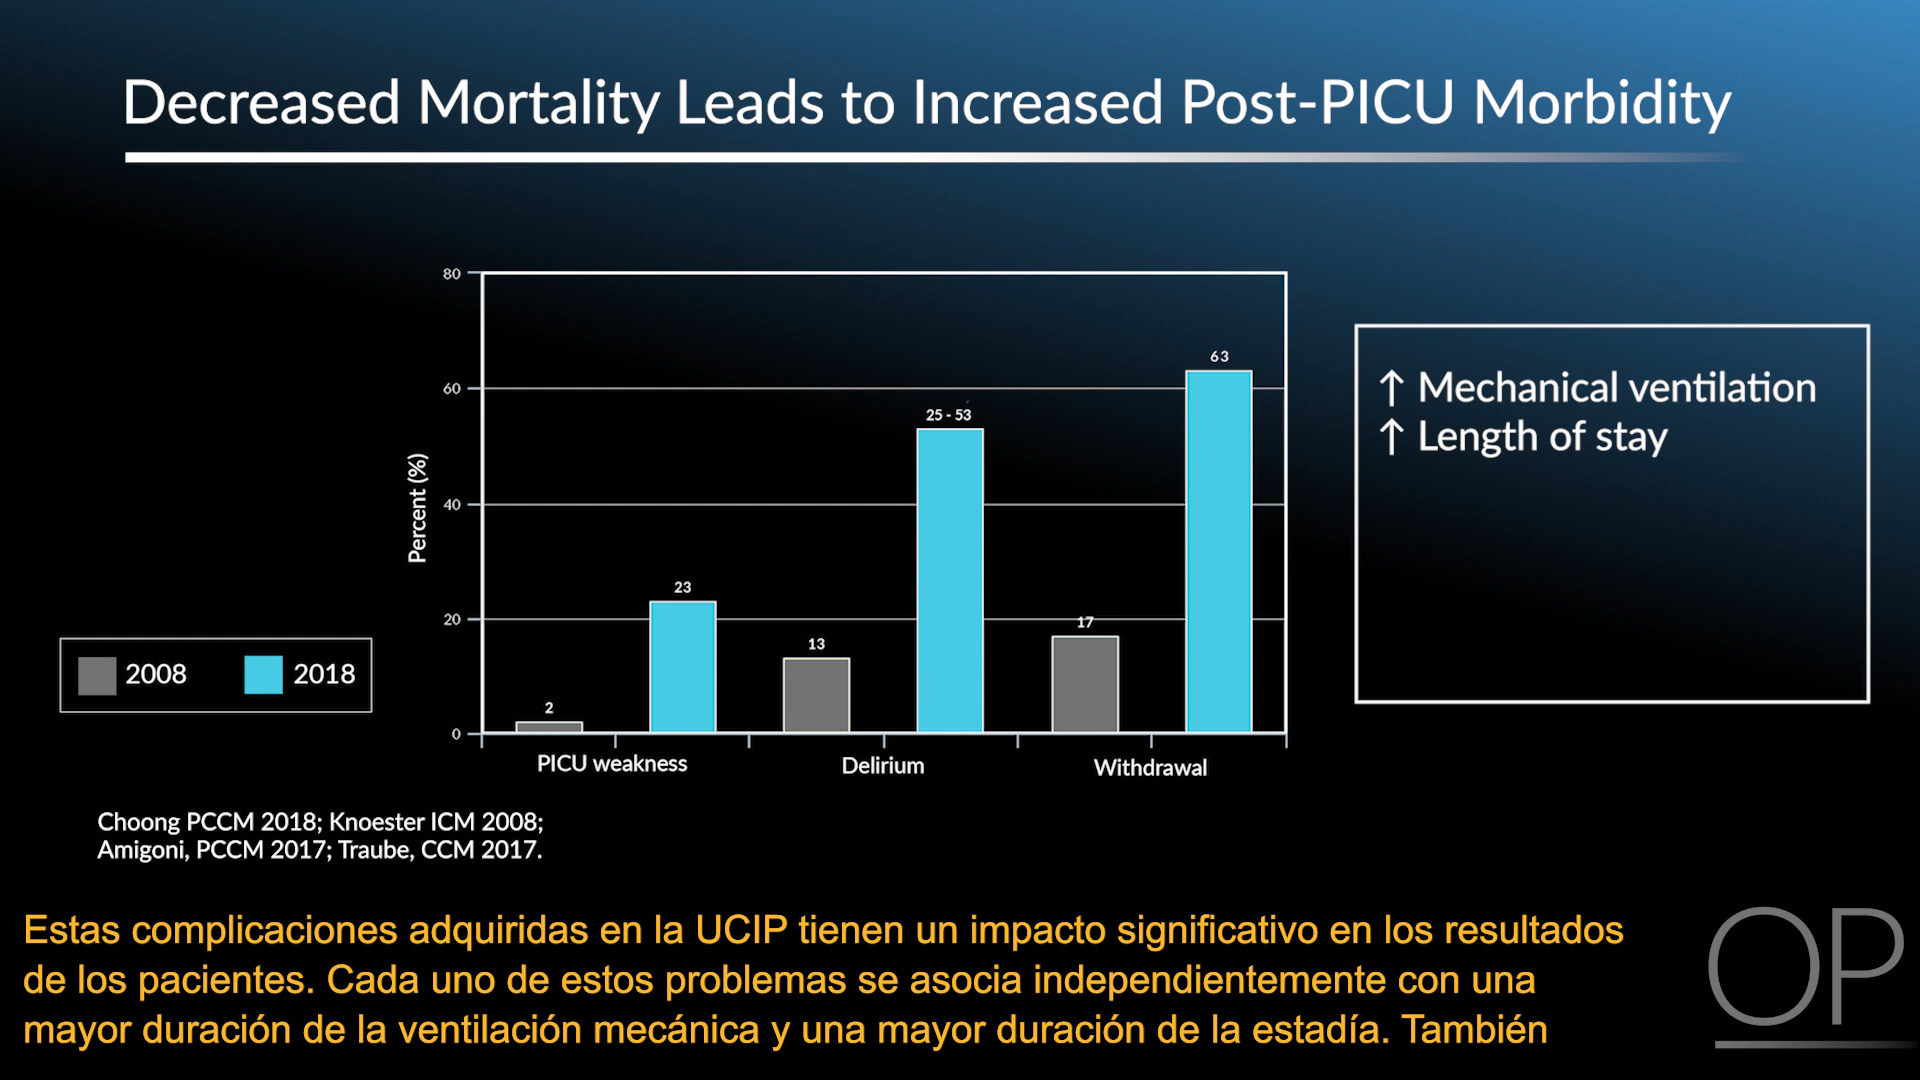 Decreased Mortality Leads to Increased Post-PICU Morbidity
80
60
40
20
0
Percent (%)
2
23
13
25 - 53
17
63
PICU weakness
Delirium
Withdrawal
2008
2018
↑ Mechanical ventilation
↑ Length of stay
Choong PCCM 2018; Knoester ICM 2008;
Amigoni, PCCM 2017; Traube, CCM 2017.
Estas complicaciones adquiridas en la UCIP tienen un impacto significativo en los resultados
de los pacientes. Cada uno de estos problemas se asocia independientemente con una
mayor duración de la ventilación mecánica y una mayor duración de la estadía. También
OP